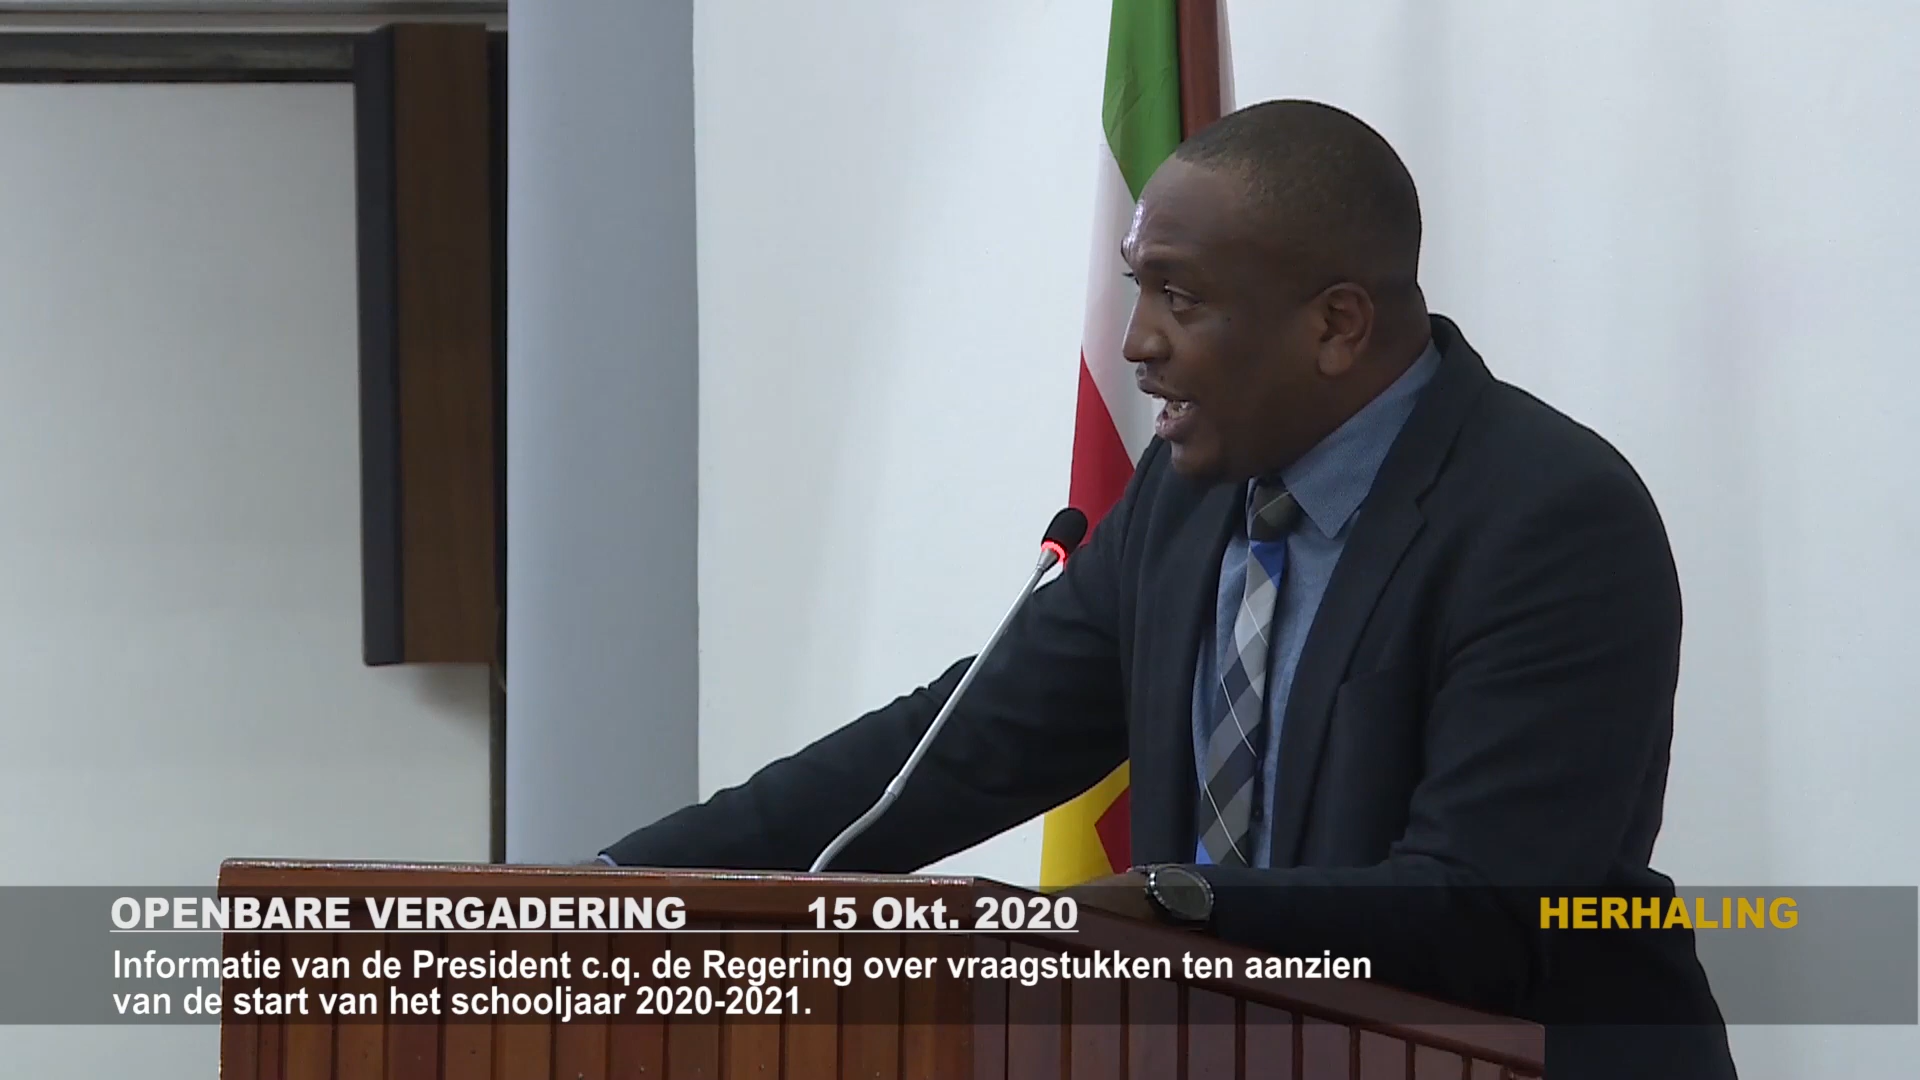 OPENBARE VERGADERING 15 Okt. 2020 HERHALING
Informatie van de President c.q. de Regering over vraagstukken ten aanzien
van de start van het schooljaar 2020-2021.